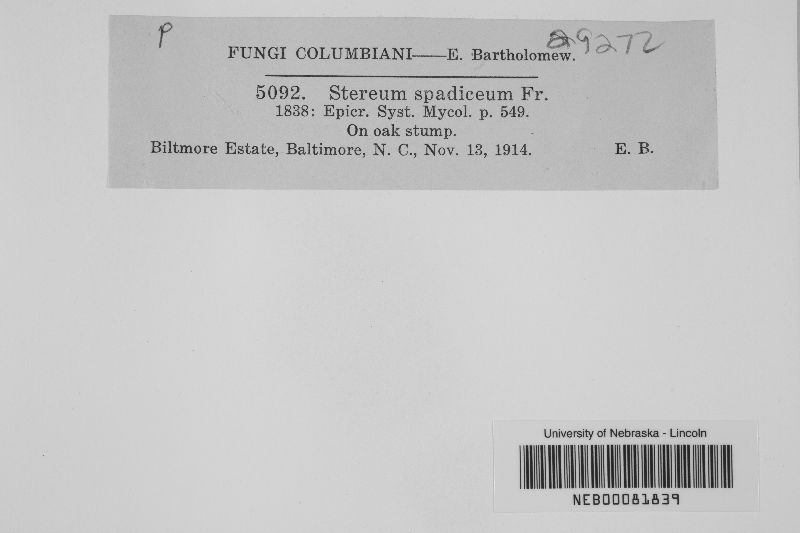 P
29272
FUNGI COLUMBIANI——E. Bartholomew.
5092. Stereum spadiceum Fr.
1838: Epicr. Syst. Mycol. p. 549.
On oak stump.
Biltmore Estate, Baltimore, N. C., Nov. 13, 1914. E. B.
University of Nebraska - Lincoln
NEB00081839